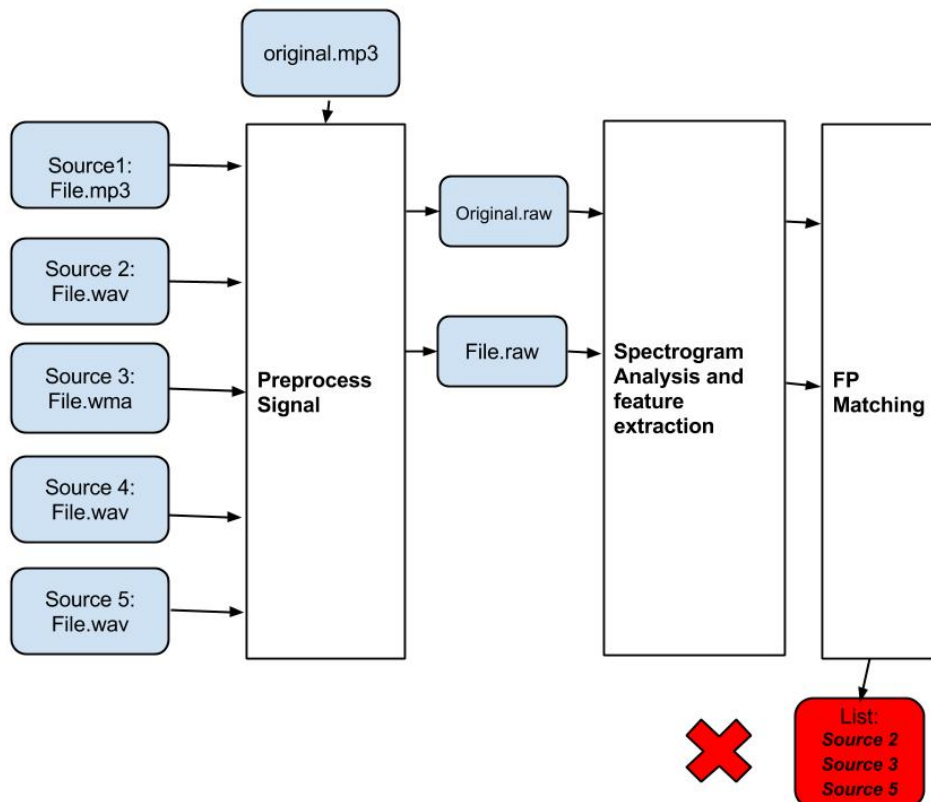 original.mp3
Source1:
File.mp3
Source 2:
File.wav
Source 3:
File.wma
Source 4:
File.wav
Source 5:
File.wav
Preprocess
Signal
Original.raw
File.raw
Spectrogram
Analysis and
feature
extraction
FP
Matching
List:
Source 2
Source 3
Source 5